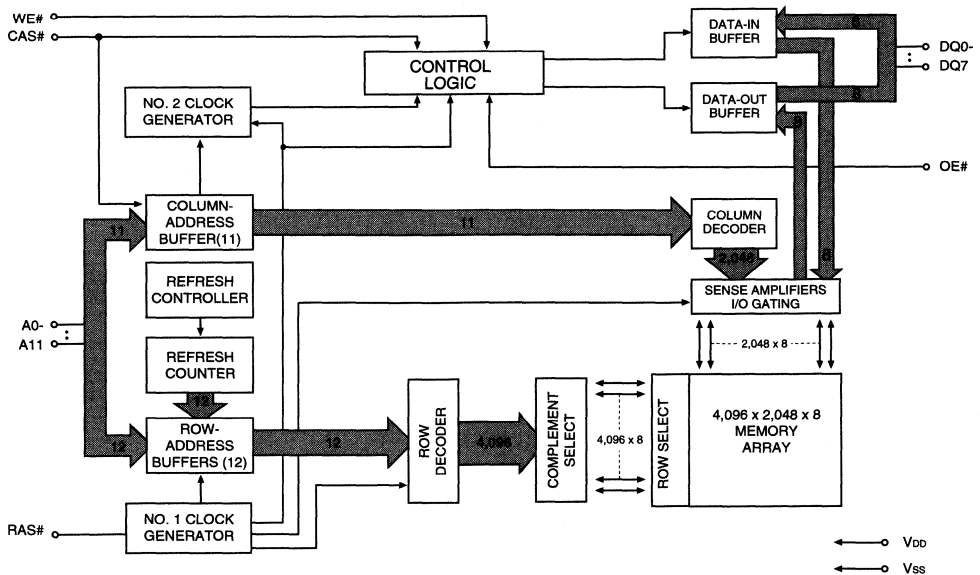 WE#
CAS#
CONTROL
LOGIC
DATA-IN
BUFFER
8
DQ0-
:
DQ7
NO. 2 CLOCK
GENERATOR
DATA-OUT
BUFFER
8
8
OE#
COLUMN-
ADDRESS
BUFFER(11)
11
11
COLUMN
DECODER
2,048
8
REFRESH
CONTROLLER
SENSE AMPLIFIERS
I/O GATING
A0-
:
A11
2,048 x 8
REFRESH
COUNTER
12
ROW-
ADDRESS
BUFFERS (12)
12
12
ROW
DECODER
4,096
COMPLEMENT
SELECT
4,096 x 8
ROW SELECT
4,096 x 2,048 x 8
MEMORY
ARRAY
RAS#
NO. 1 CLOCK
GENERATOR
VDD
VSS